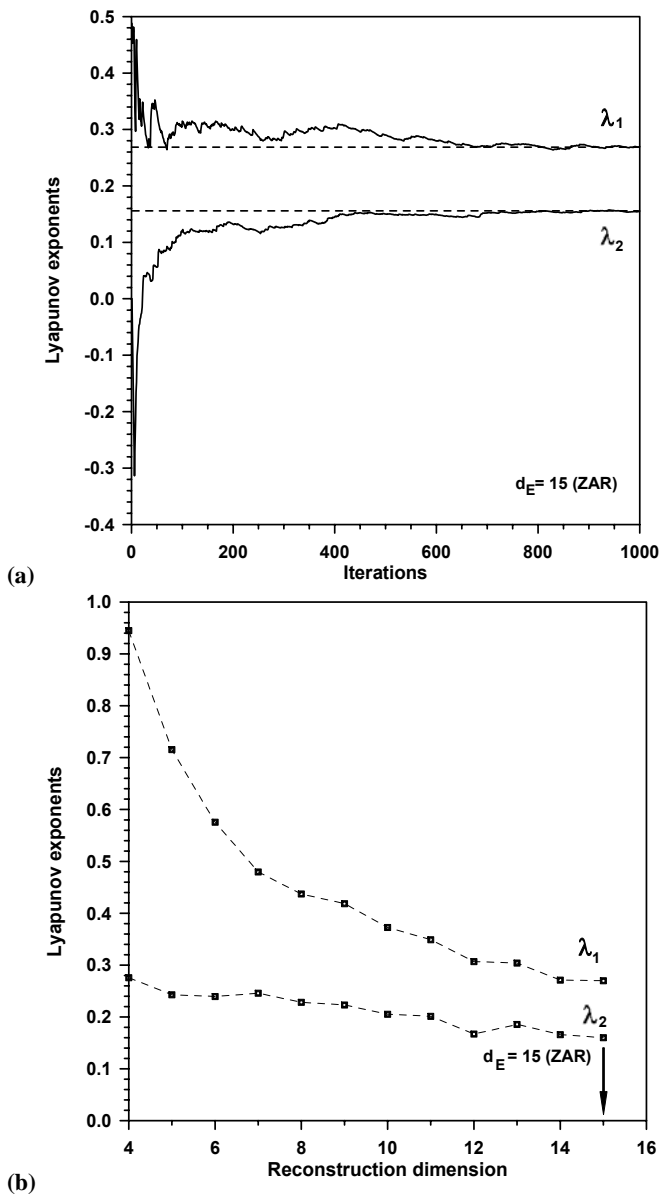 0.5
0.4
0.3
0.2
0.1
0.0
-0.1
-0.2
-0.3
-0.4
Lyapunov exponents
λ1
λ2
dE= 15 (ZAR)
0 200 400 600 800 1000
Iterations
(a)
1.0
0.9
0.8
0.7
0.6
0.5
0.4
0.3
0.2
0.1
0.0
Lyapunov exponents
λ1
λ2
dE = 15 (ZAR)
4 6 8 10 12 14 16
Reconstruction dimension
(b)